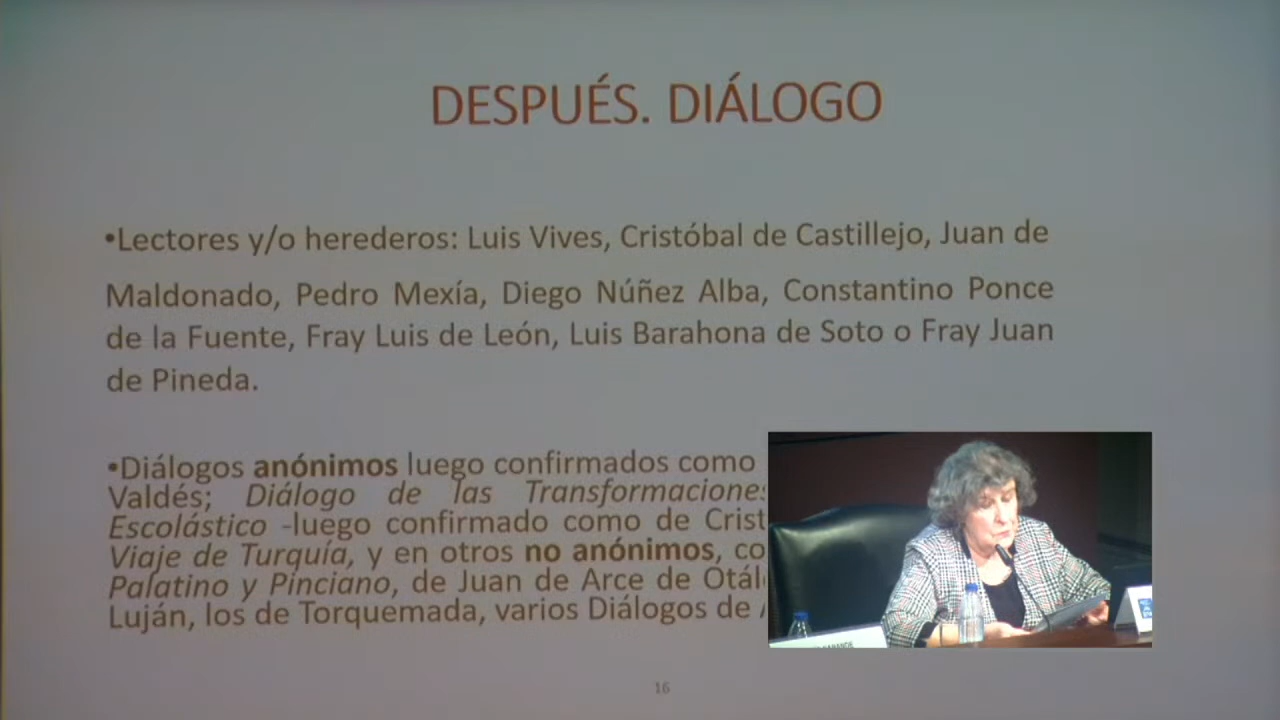 DESPUÉS. DIÁLOGO
•Lectores y/o herederos: Luis Vives, Cristóbal de Castillejo, Juan de
Maldonado, Pedro Mexía, Diego Núñez Alba, Constantino Ponce
de la Fuente, Fray Luis de León, Luis Barahona de Soto o Fray Juan
de Pineda.
•Diálogos anónimos luego confirmados como
Valdés; Diálogo de las Transformaciones
Escolástico -luego confirmado como de Crist
Viaje de Turquía, y en otros no anónimos, co
Palatino y Pinciano, de Juan de Arce de Otál
Luján, los de Torquemada, varios Diálogos de
16